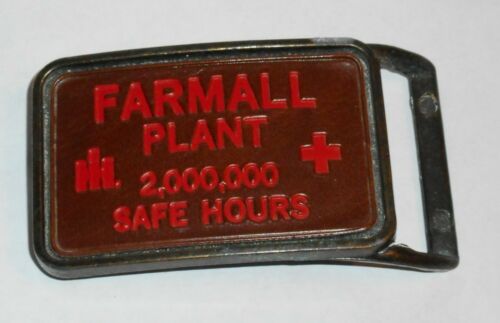 FARMALL
PLANT
2,000,000
SAFE HOURS